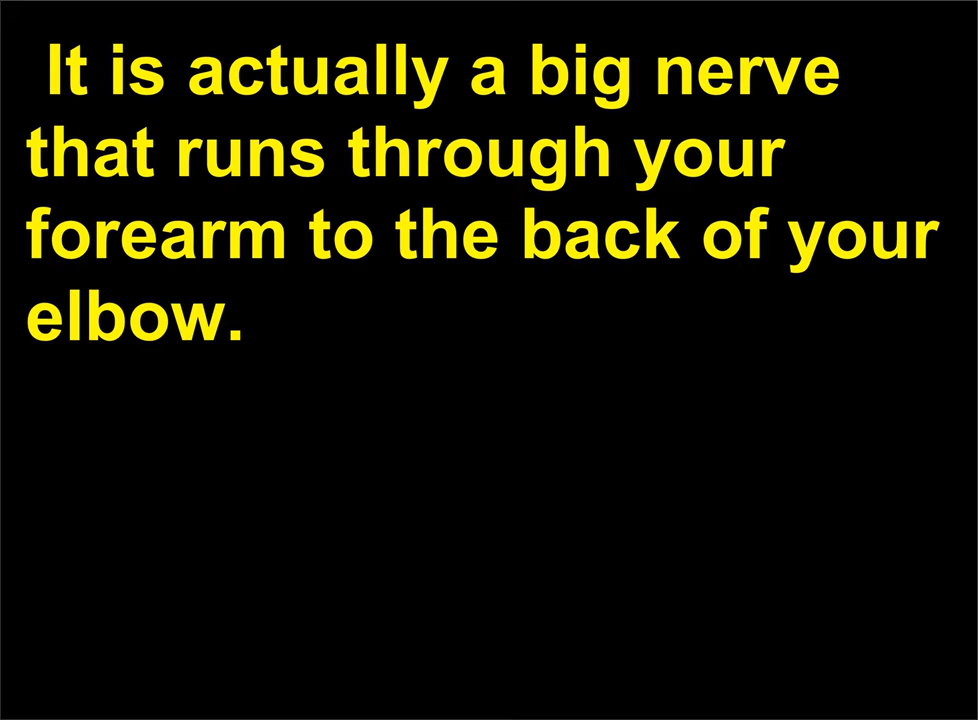 It is actually a big nerve
that runs through your
forearm to the back of your
elbow.